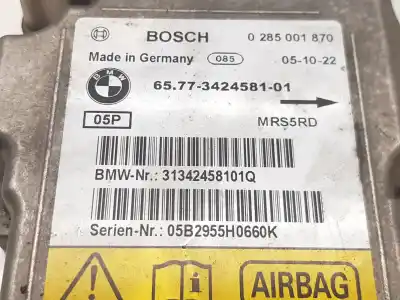 BOSCH 0 285 001 870
Made in Germany 085 05-10-22
BMW
65.77-3424581-01
05P MRS5RD
BMW-Nr.: 31342458101Q
Serien-Nr.: 05B2955H0660K
AIRBAG